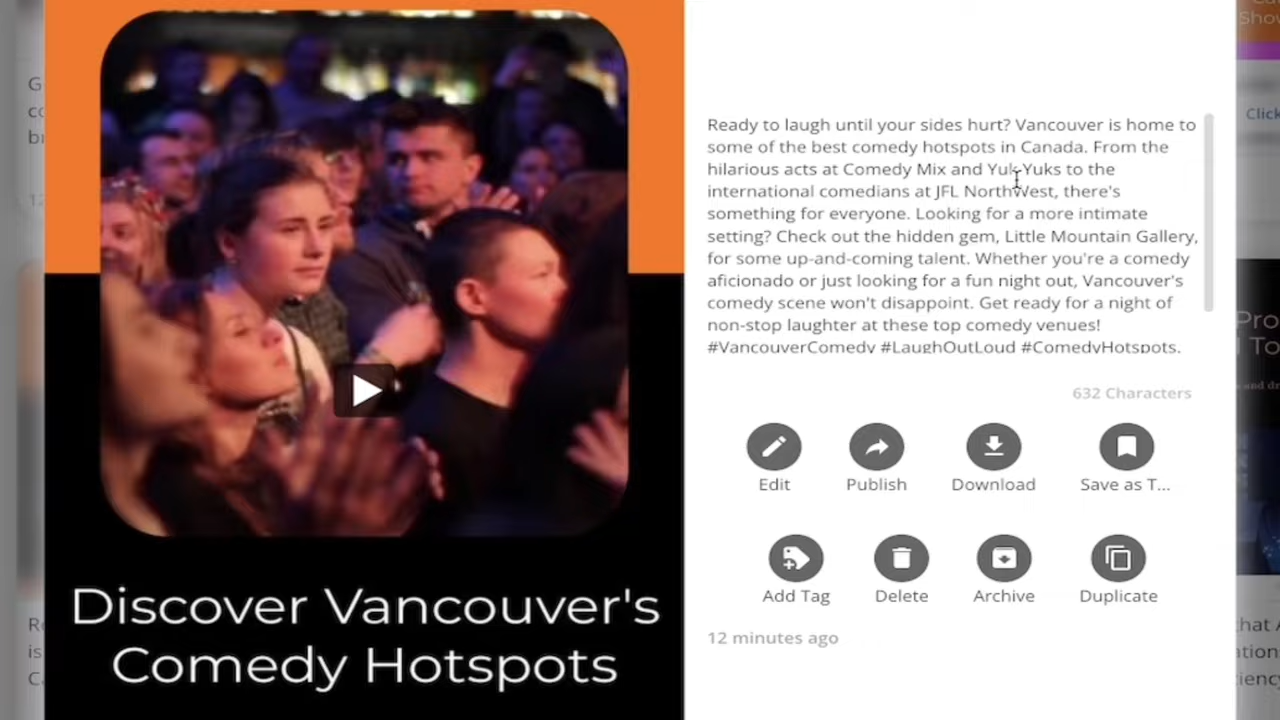 Discover Vancouver's
Comedy Hotspots
Ready to laugh until your sides hurt? Vancouver is home to
some of the best comedy hotspots in Canada. From the
hilarious acts at Comedy Mix and Yuk Yuks to the
international comedians at JFL NorthWest, there's
something for everyone. Looking for a more intimate
setting? Check out the hidden gem, Little Mountain Gallery,
for some up-and-coming talent. Whether you're a comedy
aficionado or just looking for a fun night out, Vancouver's
comedy scene won't disappoint. Get ready for a night of
non-stop laughter at these top comedy venues!
#VancouverComedy #LaughOutLoud #ComedyHotspots.
632 Characters
Edit
Publish
Download
Save as T...
Add Tag
Delete
Archive
Duplicate
12 minutes ago
Show
Click